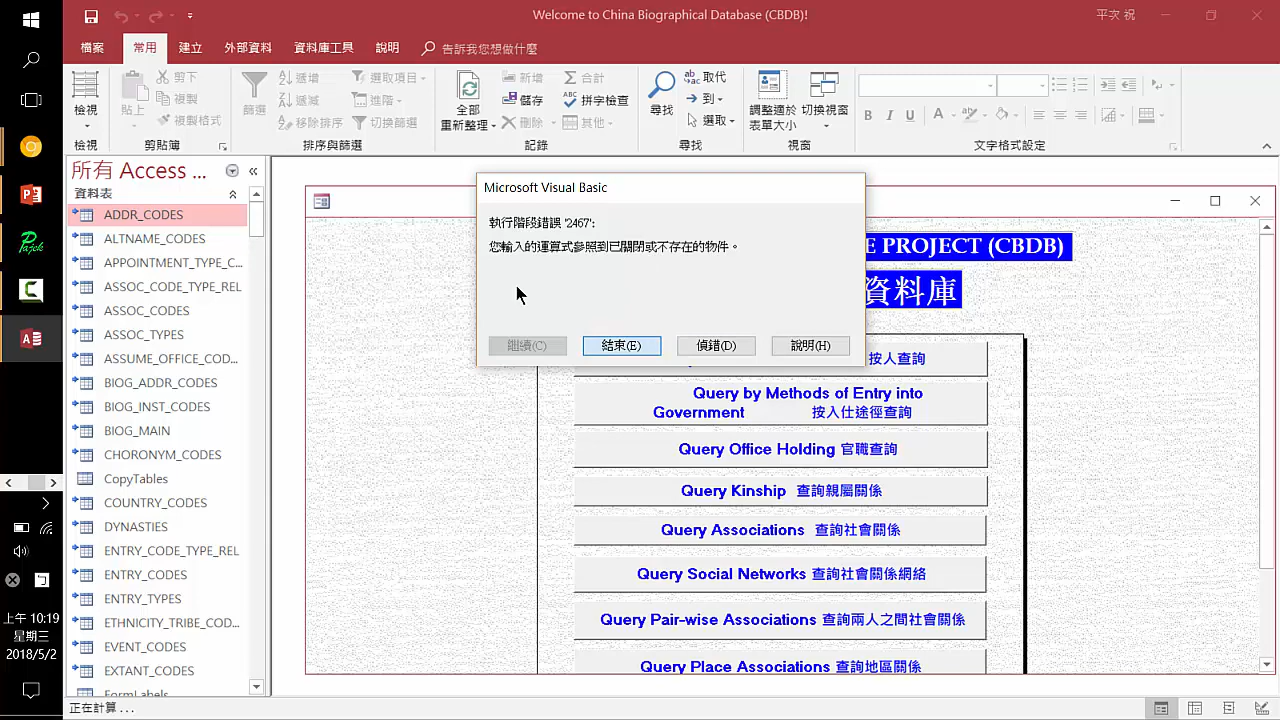 Welcome to China Biographical Database (CBDB)!
平次 祝
檔案 常用 建立 外部資料 資料庫工具 說明 告訴我您想做什麼
檢視
貼上
剪下
複製
複製格式
篩選
遞增
遞減
移除排序
選取項目
進階
切換篩選
全部
重新整理
新增
儲存
刪除
合計
拼字檢查
其他
尋找
取代
到
選取
調整適於
表單大小
切換視窗
B I U
A
檢視 剪貼簿 排序與篩選 記錄 尋找 視窗 文字格式設定
所有 Access ...
資料表
ADDR_CODES
ALTNAME_CODES
APPOINTMENT_TYPE_C...
ASSOC_CODE_TYPE_REL
ASSOC_CODES
ASSOC_TYPES
ASSUME_OFFICE_COD...
BIOG_ADDR_CODES
BIOG_INST_CODES
BIOG_MAIN
CHORONYM_CODES
CopyTables
COUNTRY_CODES
DYNASTIES
ENTRY_CODE_TYPE_REL
ENTRY_CODES
ENTRY_TYPES
ETHNICITY_TRIBE_COD...
EVENT_CODES
EXTANT_CODES
FormLabels
Microsoft Visual Basic
執行階段錯誤 '2467':
您輸入的運算式參照到已關閉或不存在的物件。
繼續(C) 結束(E) 偵錯(D) 說明(H)
E PROJECT (CBDB)
資料庫
按人查詢
Query by Methods of Entry into
Government 按入仕途徑查詢
Query Office Holding 官職查詢
Query Kinship 查詢親屬關係
Query Associations 查詢社會關係
Query Social Networks 查詢社會關係網絡
Query Pair-wise Associations 查詢兩人之間社會關係
Query Place Associations 查詢地區關係
上午 10:19
星期三
2018/5/2
正在計算 . . .